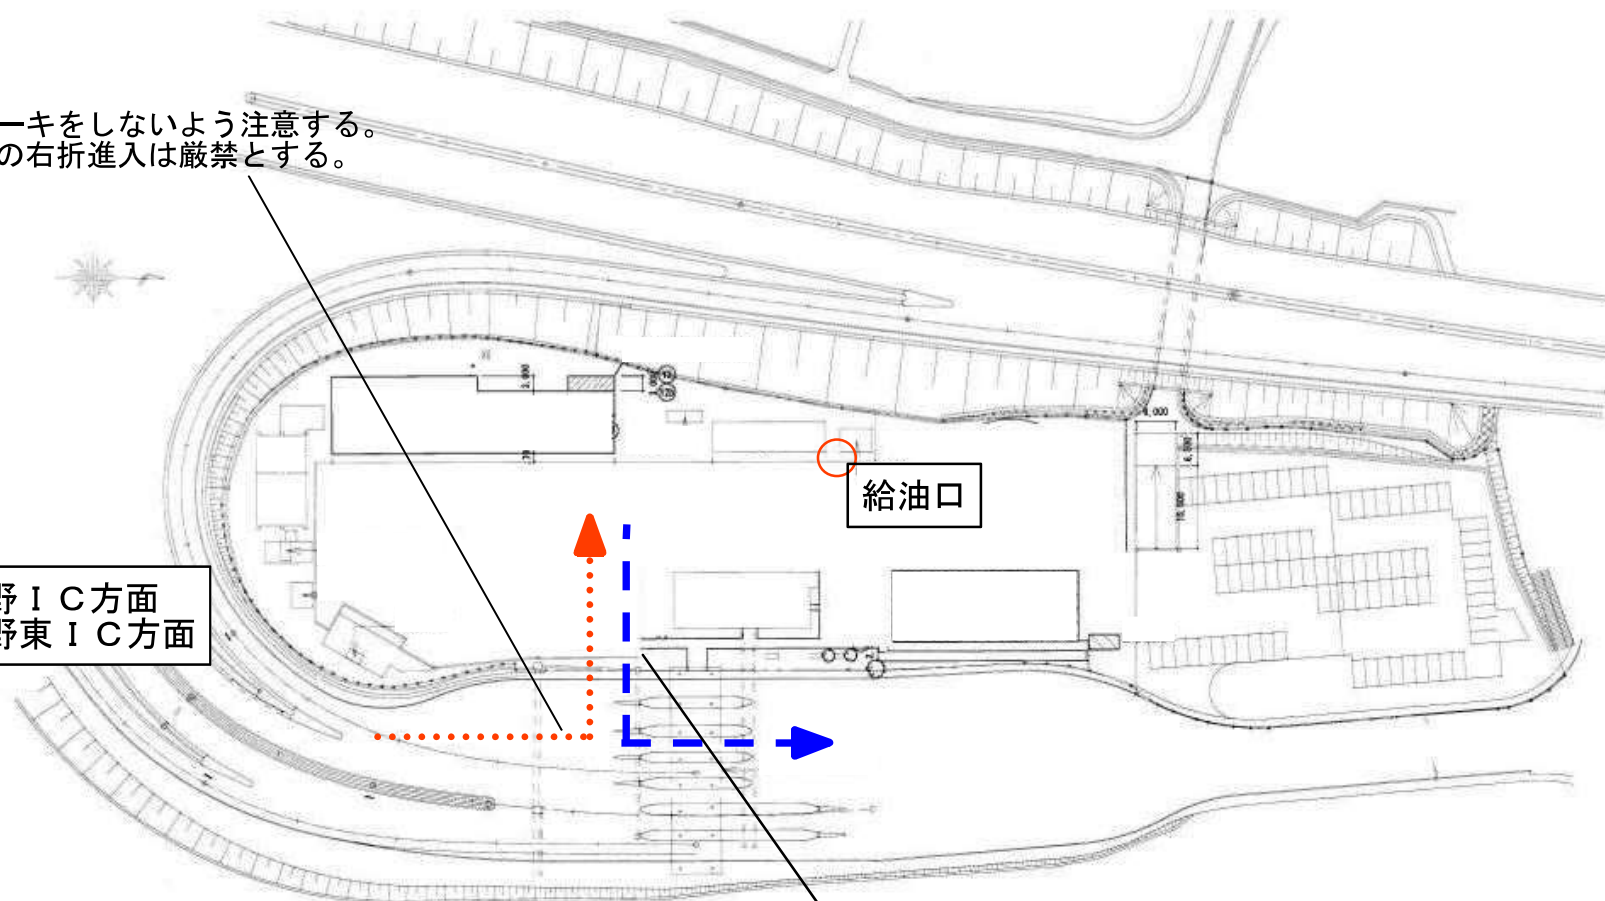 ーキをしないよう注意する。
の右折進入は厳禁とする。
給油口
野ＩＣ方面
野東ＩＣ方面